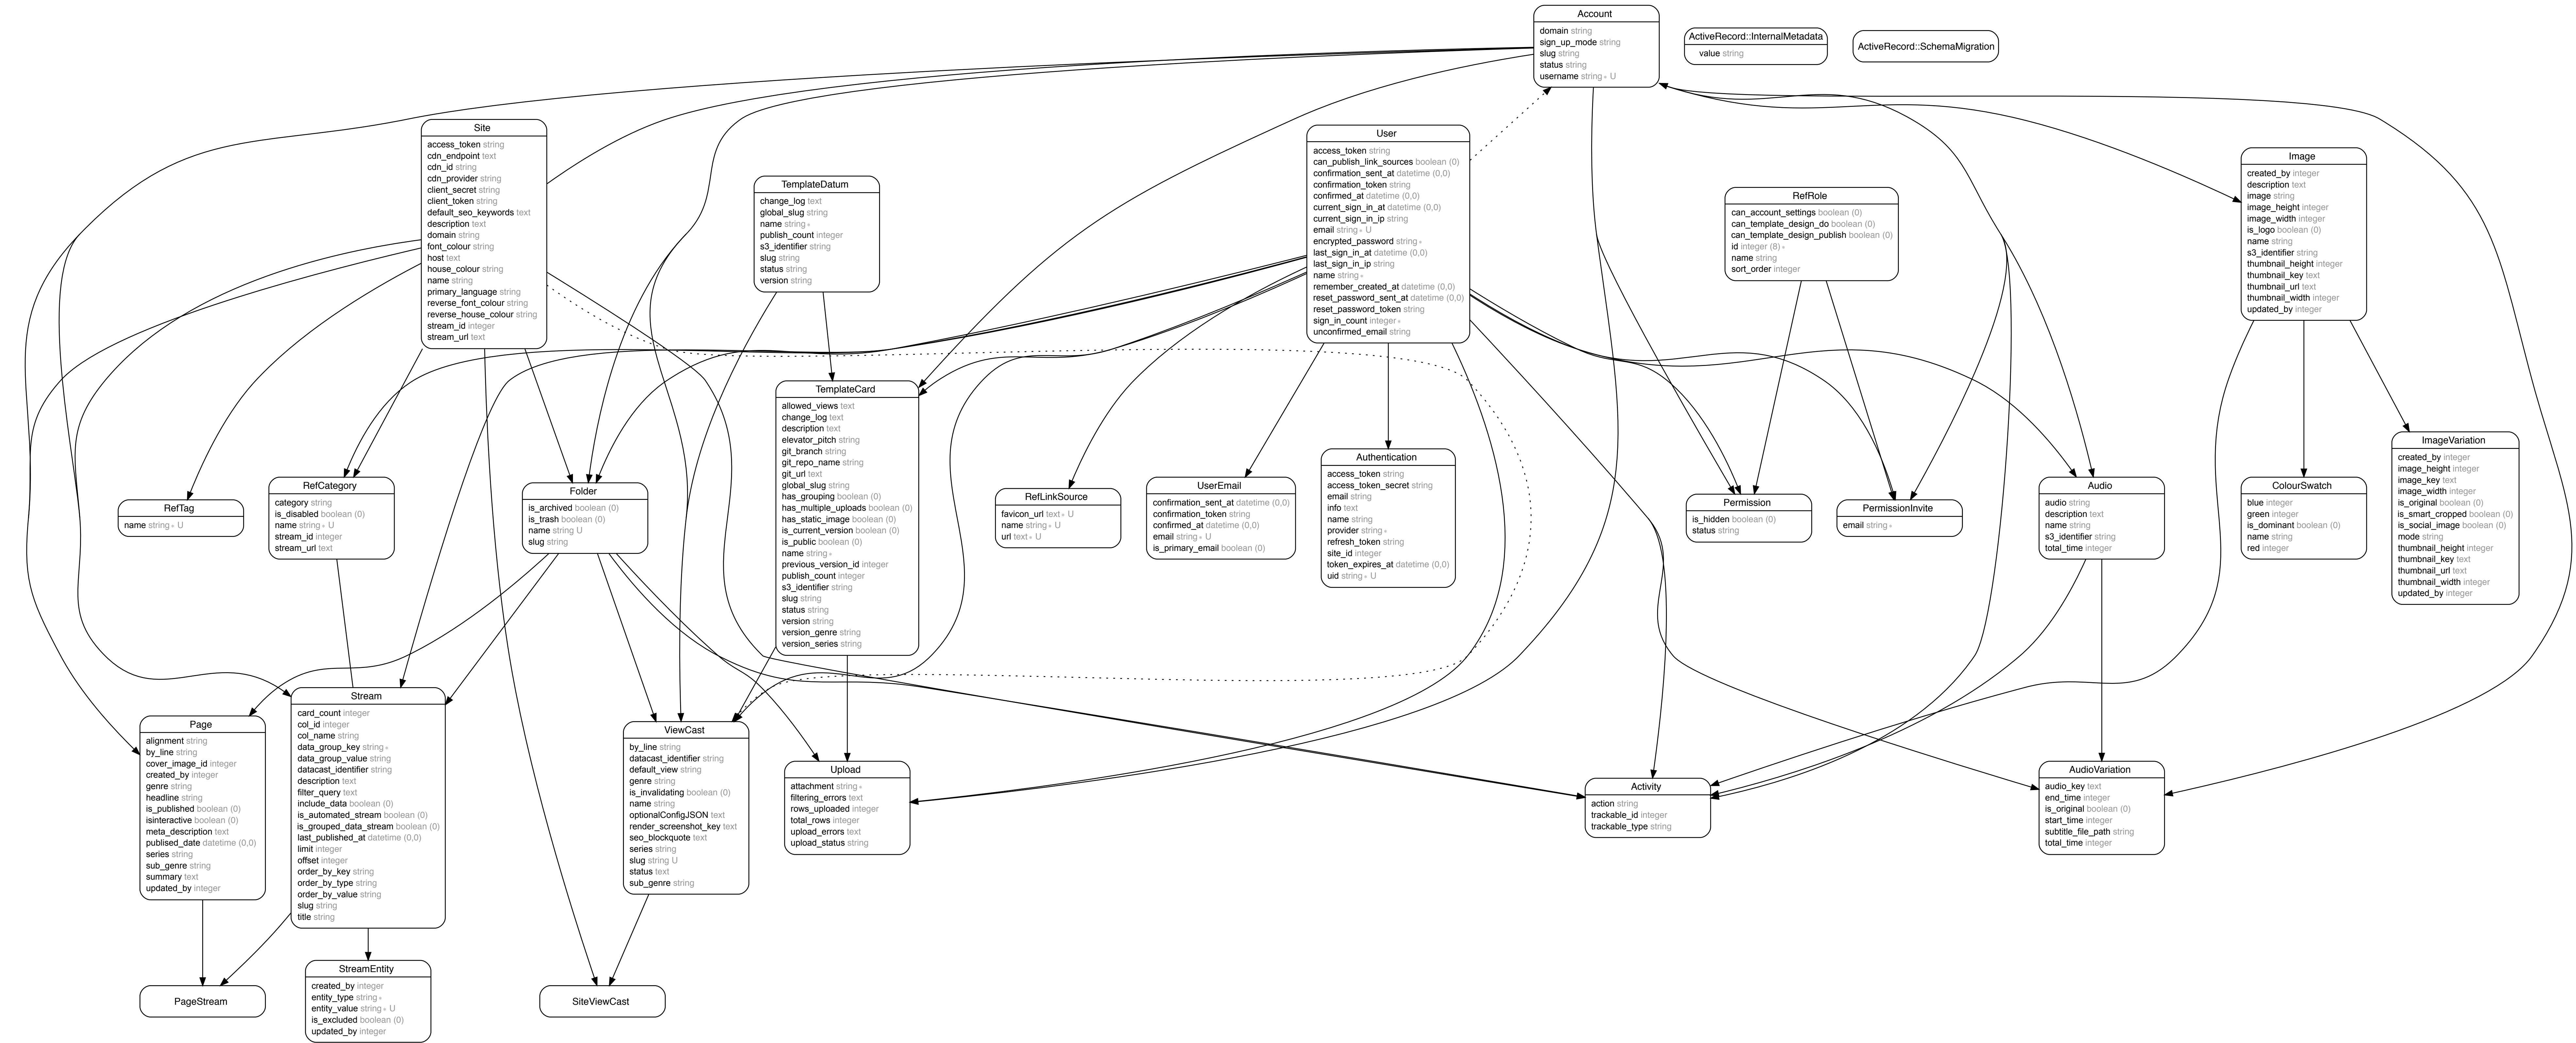 Account
domain string
sign_up_mode string
slug string
status string
username string ∗ U
ActiveRecord::InternalMetadata
value string
ActiveRecord::SchemaMigration
Site
access_token string
cdn_endpoint text
cdn_id string
cdn_provider string
client_secret string
client_token string
default_seo_keywords text
description text
domain string
font_colour string
host text
house_colour string
name string
primary_language string
reverse_font_colour string
reverse_house_colour string
stream_id integer
stream_url text
User
access_token string
can_publish_link_sources boolean (0)
confirmation_sent_at datetime (0,0)
confirmation_token string
confirmed_at datetime (0,0)
current_sign_in_at datetime (0,0)
current_sign_in_ip string
email string ∗ U
encrypted_password string ∗
last_sign_in_at datetime (0,0)
last_sign_in_ip string
name string ∗
remember_created_at datetime (0,0)
reset_password_sent_at datetime (0,0)
reset_password_token string
sign_in_count integer ∗
unconfirmed_email string
Image
created_by integer
description text
image string
image_height integer
image_width integer
is_logo boolean (0)
name string
s3_identifier string
thumbnail_height integer
thumbnail_key text
thumbnail_url text
thumbnail_width integer
updated_by integer
TemplateDatum
change_log text
global_slug string
name string ∗
publish_count integer
s3_identifier string
slug string
status string
version string
RefRole
can_account_settings boolean (0)
can_template_design_do boolean (0)
can_template_design_publish boolean (0)
id integer (8) ∗
name string
sort_order integer
TemplateCard
allowed_views text
change_log text
description text
elevator_pitch string
git_branch string
git_repo_name string
git_url text
global_slug string
has_grouping boolean (0)
has_multiple_uploads boolean (0)
has_static_image boolean (0)
is_current_version boolean (0)
is_public boolean (0)
name string ∗
previous_version_id integer
publish_count integer
s3_identifier string
slug string
status string
version string
version_genre string
version_series string
ImageVariation
created_by integer
image_height integer
image_key text
image_width integer
is_original boolean (0)
is_smart_cropped boolean (0)
is_social_image boolean (0)
mode string
thumbnail_height integer
thumbnail_key text
thumbnail_url text
thumbnail_width integer
updated_by integer
Authentication
access_token string
access_token_secret string
email string
info text
name string
provider string ∗
refresh_token string
site_id integer
token_expires_at datetime (0,0)
uid string ∗ U
RefTag
name string ∗ U
RefCategory
category string
is_disabled boolean (0)
name string ∗ U
stream_id integer
stream_url text
Folder
is_archived boolean (0)
is_trash boolean (0)
name string U
slug string
RefLinkSource
favicon_url text ∗ U
name string ∗ U
url text ∗ U
UserEmail
confirmation_sent_at datetime (0,0)
confirmation_token string
confirmed_at datetime (0,0)
email string ∗ U
is_primary_email boolean (0)
Permission
is_hidden boolean (0)
status string
PermissionInvite
email string ∗
Audio
audio string
description text
name string
s3_identifier string
total_time integer
ColourSwatch
blue integer
green integer
is_dominant boolean (0)
name string
red integer
Page
alignment string
by_line string
cover_image_id integer
created_by integer
genre string
headline string
is_published boolean (0)
isinteractive boolean (0)
meta_description text
publised_date datetime (0,0)
series string
sub_genre string
summary text
updated_by integer
Stream
card_count integer
col_id integer
col_name string
data_group_key string ∗
data_group_value string
datacast_identifier string
description text
filter_query text
include_data boolean (0)
is_automated_stream boolean (0)
is_grouped_data_stream boolean (0)
last_published_at datetime (0,0)
limit integer
offset integer
order_by_key string
order_by_type string
order_by_value string
slug string
title string
ViewCast
by_line string
datacast_identifier string
default_view string
genre string
is_invalidating boolean (0)
name string
optionalConfigJSON text
render_screenshot_key text
seo_blockquote text
series string
slug string U
status text
sub_genre string
Upload
attachment string ∗
filtering_errors text
rows_uploaded integer
total_rows integer
upload_errors text
upload_status string
Activity
action string
trackable_id integer
trackable_type string
AudioVariation
audio_key text
end_time integer
is_original boolean (0)
start_time integer
subtitle_file_path string
total_time integer
PageStream
StreamEntity
created_by integer
entity_type string ∗
entity_value string ∗ U
is_excluded boolean (0)
updated_by integer
SiteViewCast